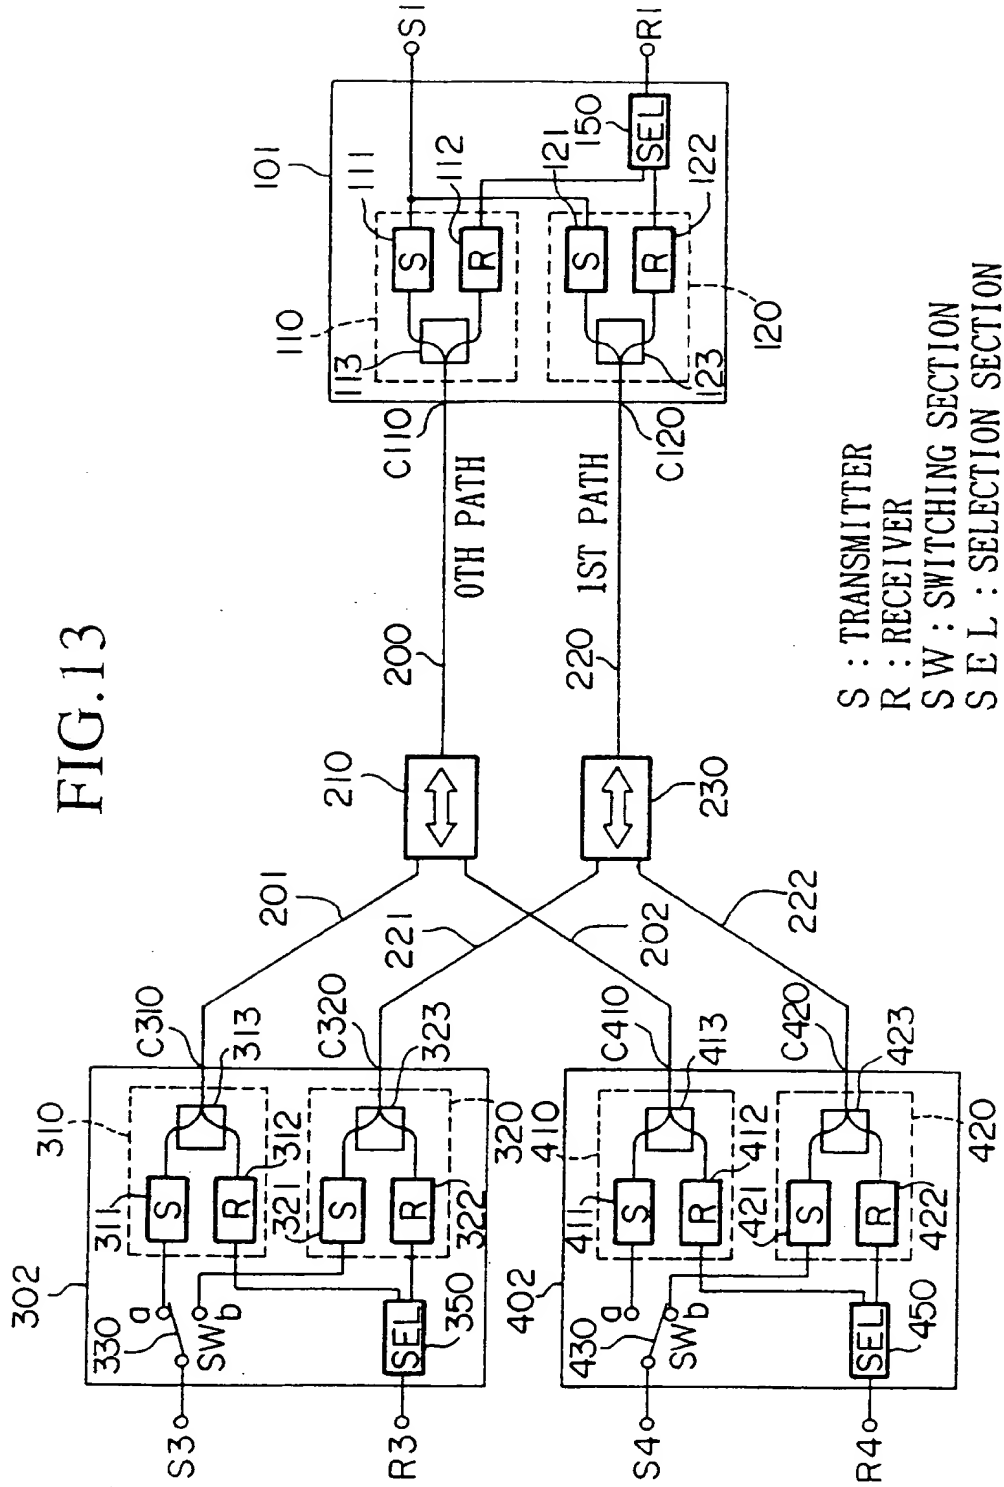 FIG.13
302
310
311
C310
313
201
312
a
330
SW
b
S3
321
C320
323
221
320
322
SEL
350
R3
S
R
S
R
210
200
0TH PATH
C110
113
110
111
101
S1
112
S
R
402
410
411
C410
413
202
412
a
430
SW
b
S4
421
C420
423
222
420
422
SEL
450
R4
S
R
S
R
230
220
1ST PATH
C120
123
120
121
122
150
SEL
R1
S
R
S : TRANSMITTER
R : RECEIVER
SW : SWITCHING SECTION
SEL : SELECTION SECTION